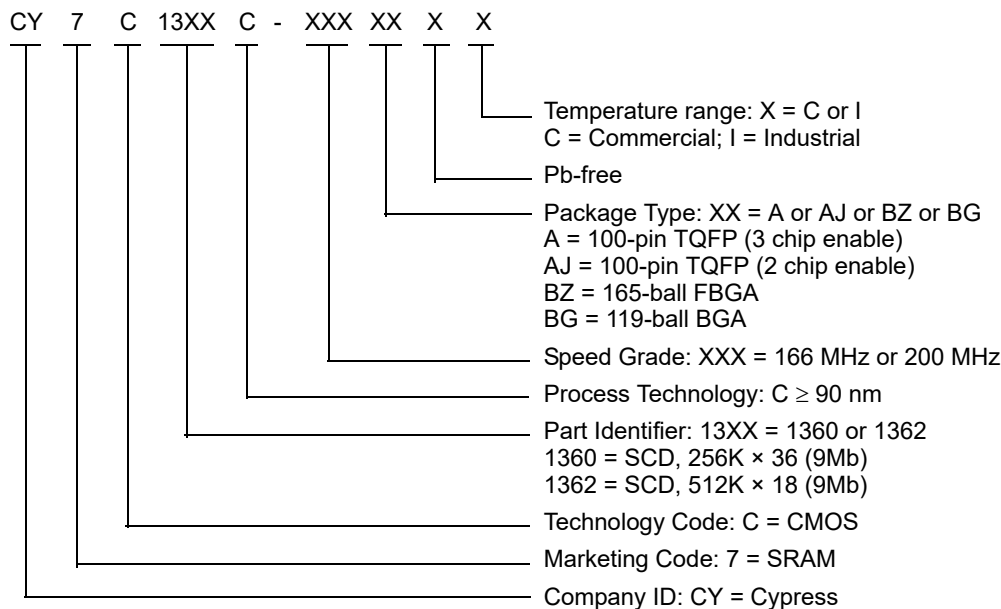 CY 7 C 13XX C - XXX XX X X
Temperature range: X = C or I
C = Commercial; I = Industrial
Pb-free
Package Type: XX = A or AJ or BZ or BG
A = 100-pin TQFP (3 chip enable)
AJ = 100-pin TQFP (2 chip enable)
BZ = 165-ball FBGA
BG = 119-ball BGA
Speed Grade: XXX = 166 MHz or 200 MHz
Process Technology: C ≥ 90 nm
Part Identifier: 13XX = 1360 or 1362
1360 = SCD, 256K × 36 (9Mb)
1362 = SCD, 512K × 18 (9Mb)
Technology Code: C = CMOS
Marketing Code: 7 = SRAM
Company ID: CY = Cypress